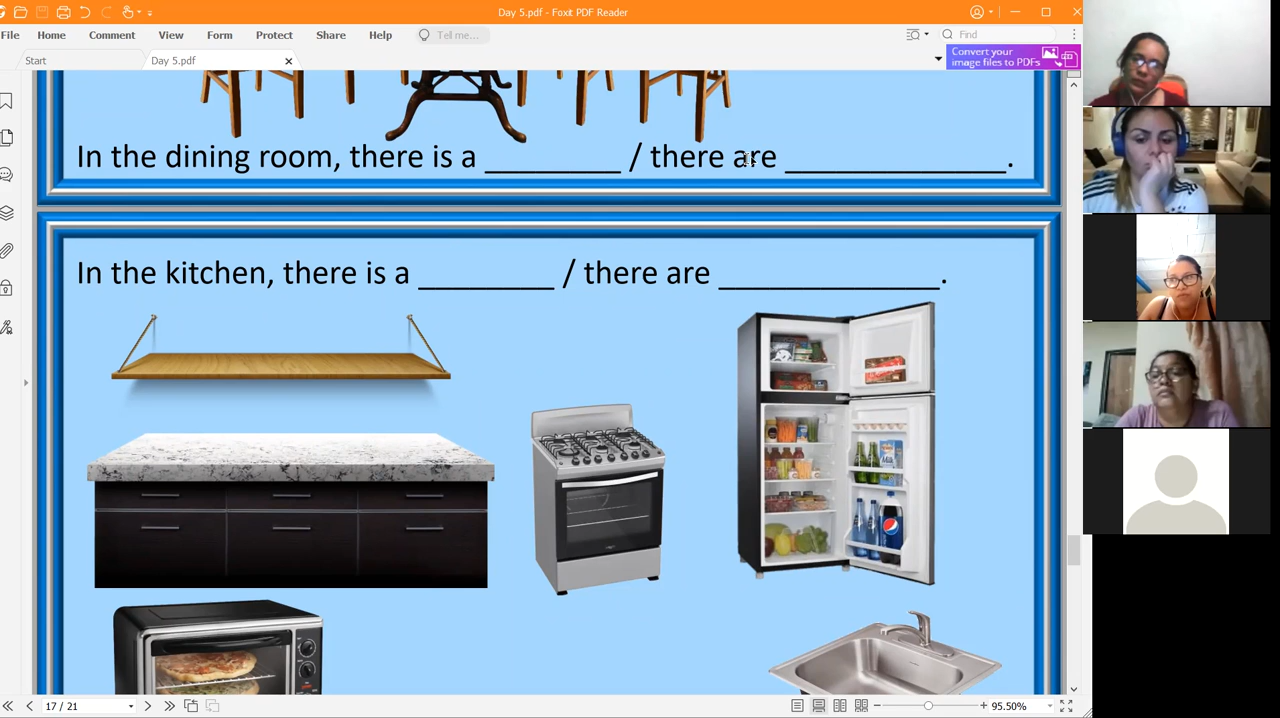 Day 5.pdf - Foxit PDF Reader
File Home Comment View Form Protect Share Help Tell me... Find
Start Day 5.pdf
Convert your
image files to PDFs
In the dining room, there is a _________ / there are _______________.
In the kitchen, there is a _________ / there are _______________.
17 / 21 95.50%